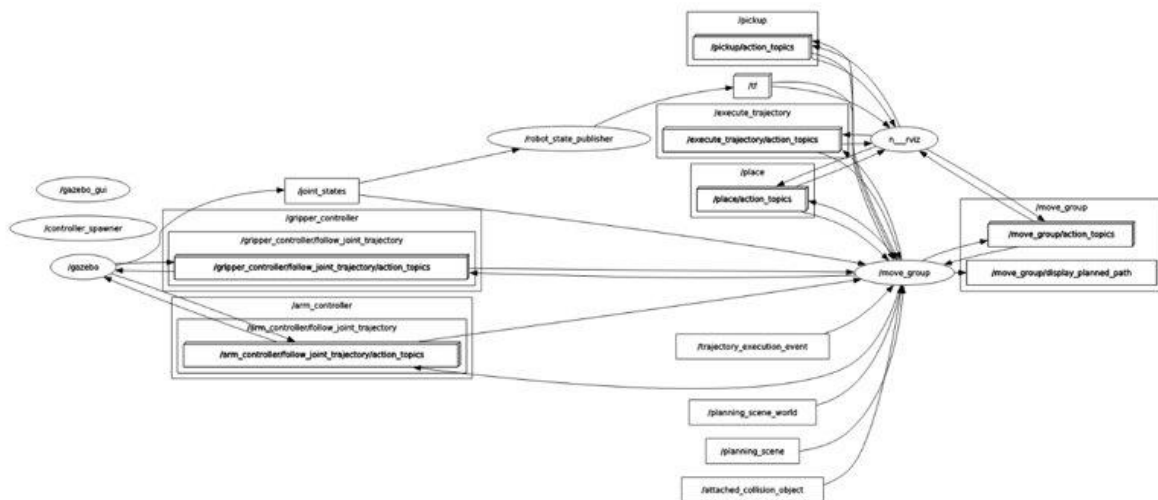 /pickup
/pickup/action_topics
/tf
/execute_trajectory
/robot_state_publisher
/execute_trajectory/action_topics
n___rviz
/place
/gazebo_gui
/joint_states
/place/action_topics
/move_group
/gripper_controller
/controller_spawner
/move_group/action_topics
/gripper_controller/follow_joint_trajectory
/gazebo
/gripper_controller/follow_joint_trajectory/action_topics
/move_group
/move_group/display_planned_path
/arm_controller
/arm_controller/follow_joint_trajectory
/trajectory_execution_event
/arm_controller/follow_joint_trajectory/action_topics
/planning_scene_world
/planning_scene
/attached_collision_object